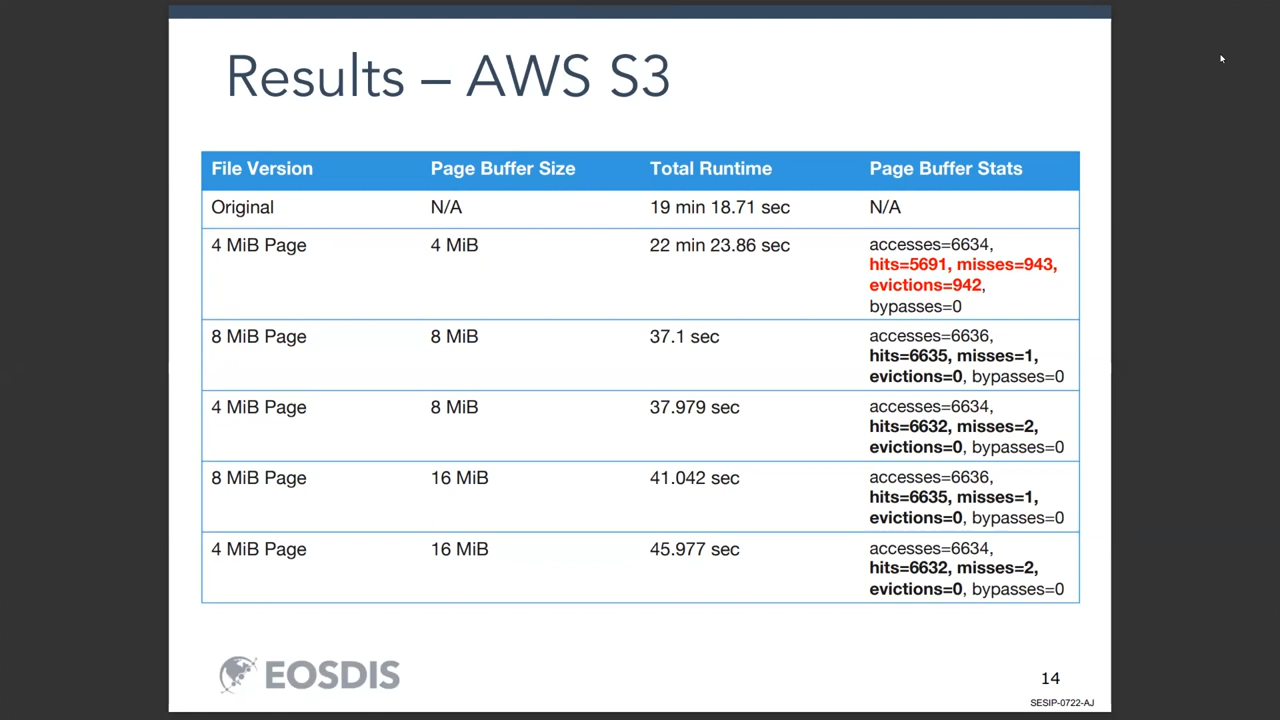 Results – AWS S3
File Version Page Buffer Size Total Runtime Page Buffer Stats
Original N/A 19 min 18.71 sec N/A
4 MiB Page 4 MiB 22 min 23.86 sec accesses=6634,
hits=5691, misses=943,
evictions=942,
bypasses=0
8 MiB Page 8 MiB 37.1 sec accesses=6636,
hits=6635, misses=1,
evictions=0, bypasses=0
4 MiB Page 8 MiB 37.979 sec accesses=6634,
hits=6632, misses=2,
evictions=0, bypasses=0
8 MiB Page 16 MiB 41.042 sec accesses=6636,
hits=6635, misses=1,
evictions=0, bypasses=0
4 MiB Page 16 MiB 45.977 sec accesses=6634,
hits=6632, misses=2,
evictions=0, bypasses=0
EOSDIS
14
SESIP-0722-AJ